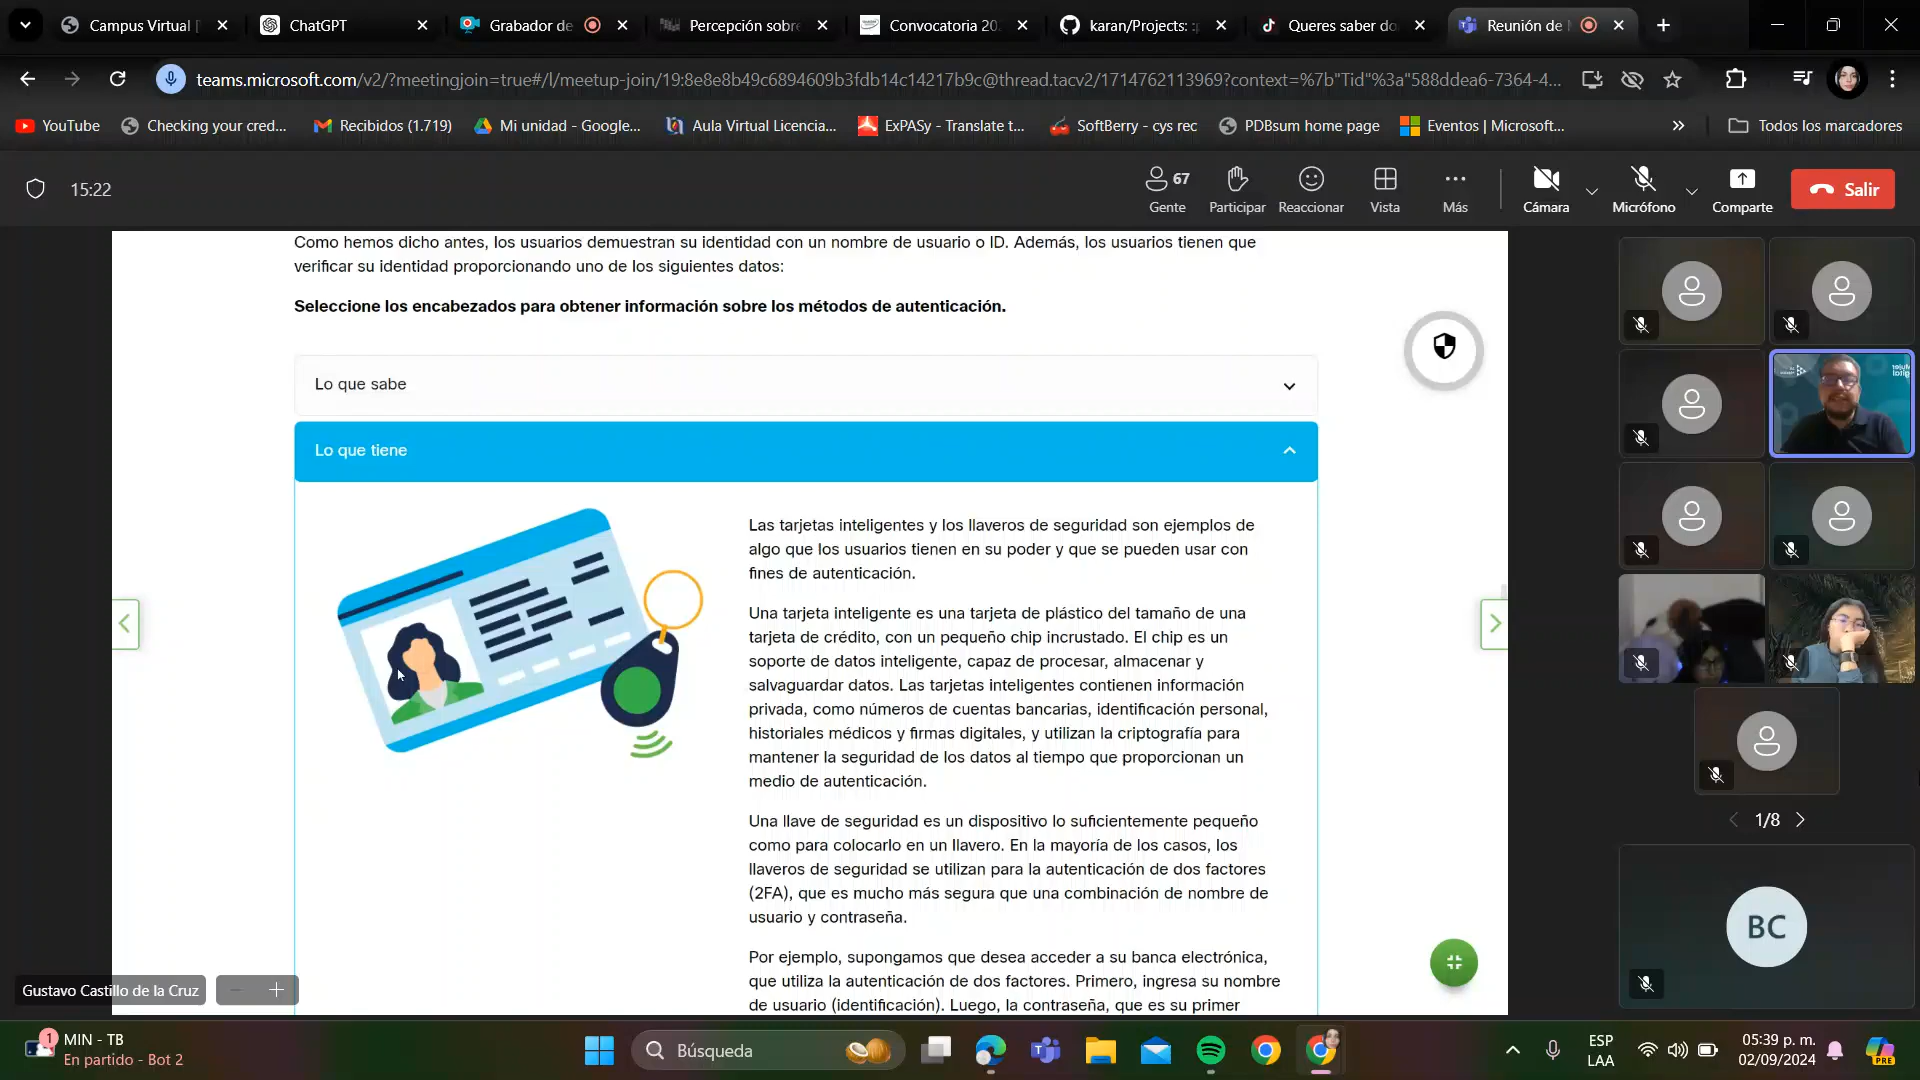 Campus Virtual [
ChatGPT
Grabador de
Percepción sobre
Convocatoria 20
karan/Projects: :p
Queres saber do
Reunión de
teams.microsoft.com/v2/?meetingjoin=true#/l/meetup-join/19:8e8e8b49c6894609b3fdb14c14217b9c@thread.tacv2/1714762113969?context=%7b"Tid"%3a"588ddea6-7364-4...
YouTube
Checking your cred...
Recibidos (1.719)
Mi unidad - Google...
Aula Virtual Licencia...
ExPASy - Translate t...
SoftBerry - cys rec
PDBsum home page
Eventos | Microsoft...
»
Todos los marcadores
15:22
67
Gente
Participar
Reaccionar
Vista
Más
Cámara
Micrófono
Comparte
Salir
Como hemos dicho antes, los usuarios demuestran su identidad con un nombre de usuario o ID. Además, los usuarios tienen que
verificar su identidad proporcionando uno de los siguientes datos:
Seleccione los encabezados para obtener información sobre los métodos de autenticación.
Lo que sabe
Lo que tiene
Las tarjetas inteligentes y los llaveros de seguridad son ejemplos de
algo que los usuarios tienen en su poder y que se pueden usar con
fines de autenticación.
Una tarjeta inteligente es una tarjeta de plástico del tamaño de una
tarjeta de crédito, con un pequeño chip incrustado. El chip es un
soporte de datos inteligente, capaz de procesar, almacenar y
salvaguardar datos. Las tarjetas inteligentes contienen información
privada, como números de cuentas bancarias, identificación personal,
historiales médicos y firmas digitales, y utilizan la criptografía para
mantener la seguridad de los datos al tiempo que proporcionan un
medio de autenticación.
Una llave de seguridad es un dispositivo lo suficientemente pequeño
como para colocarlo en un llavero. En la mayoría de los casos, los
llaveros de seguridad se utilizan para la autenticación de dos factores
(2FA), que es mucho más segura que una combinación de nombre de
usuario y contraseña.
Por ejemplo, supongamos que desea acceder a su banca electrónica,
que utiliza la autenticación de dos factores. Primero, ingresa su nombre
de usuario (identificación). Luego, la contraseña, que es su primer
Gustavo Castillo de la Cruz
1/8
BC
1
MIN - TB
En partido - Bot 2
Búsqueda
PRE
ESP
LAA
05:39 p. m.
02/09/2024